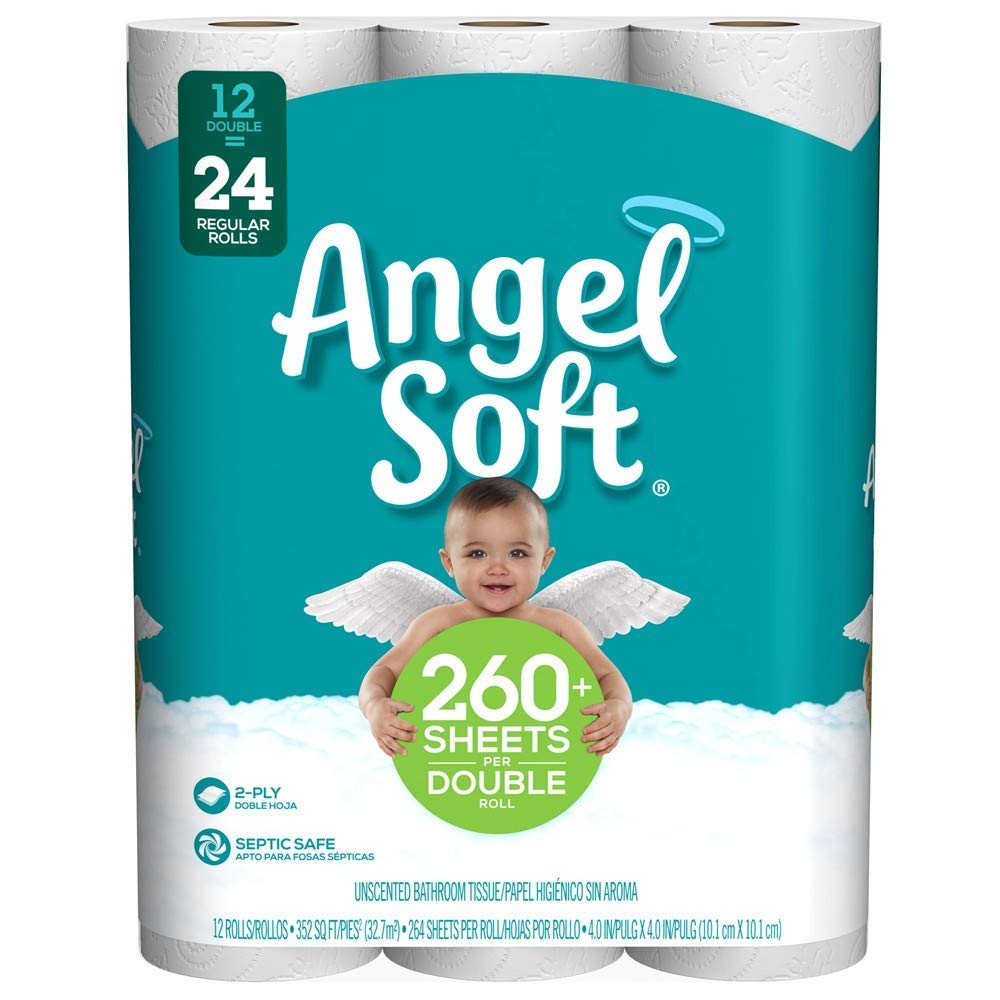 12
DOUBLE
=
24
REGULAR
ROLLS
Angel
Soft®
260+
SHEETS
PER
DOUBLE
ROLL
2-PLY
DOBLE HOJA
SEPTIC SAFE
APTO PARA FOSAS SÉPTICAS
UNSCENTED BATHROOM TISSUE/PAPEL HIGIÉNICO SIN AROMA
12 ROLLS/ROLLOS • 352 SQ FT/PIES² (32.7m²) • 264 SHEETS PER ROLL/HOJAS POR ROLLO • 4.0 IN/PULG X 4.0 IN/PULG (10.1 cm X 10.1 cm)